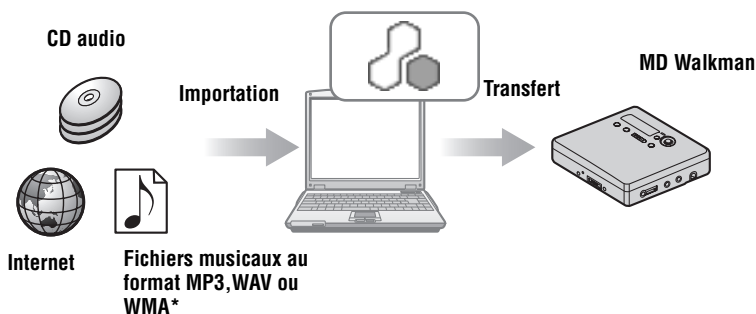 CD audio
Importation
Transfert
MD Walkman
Internet
Fichiers musicaux au
format MP3,WAV ou
WMA*